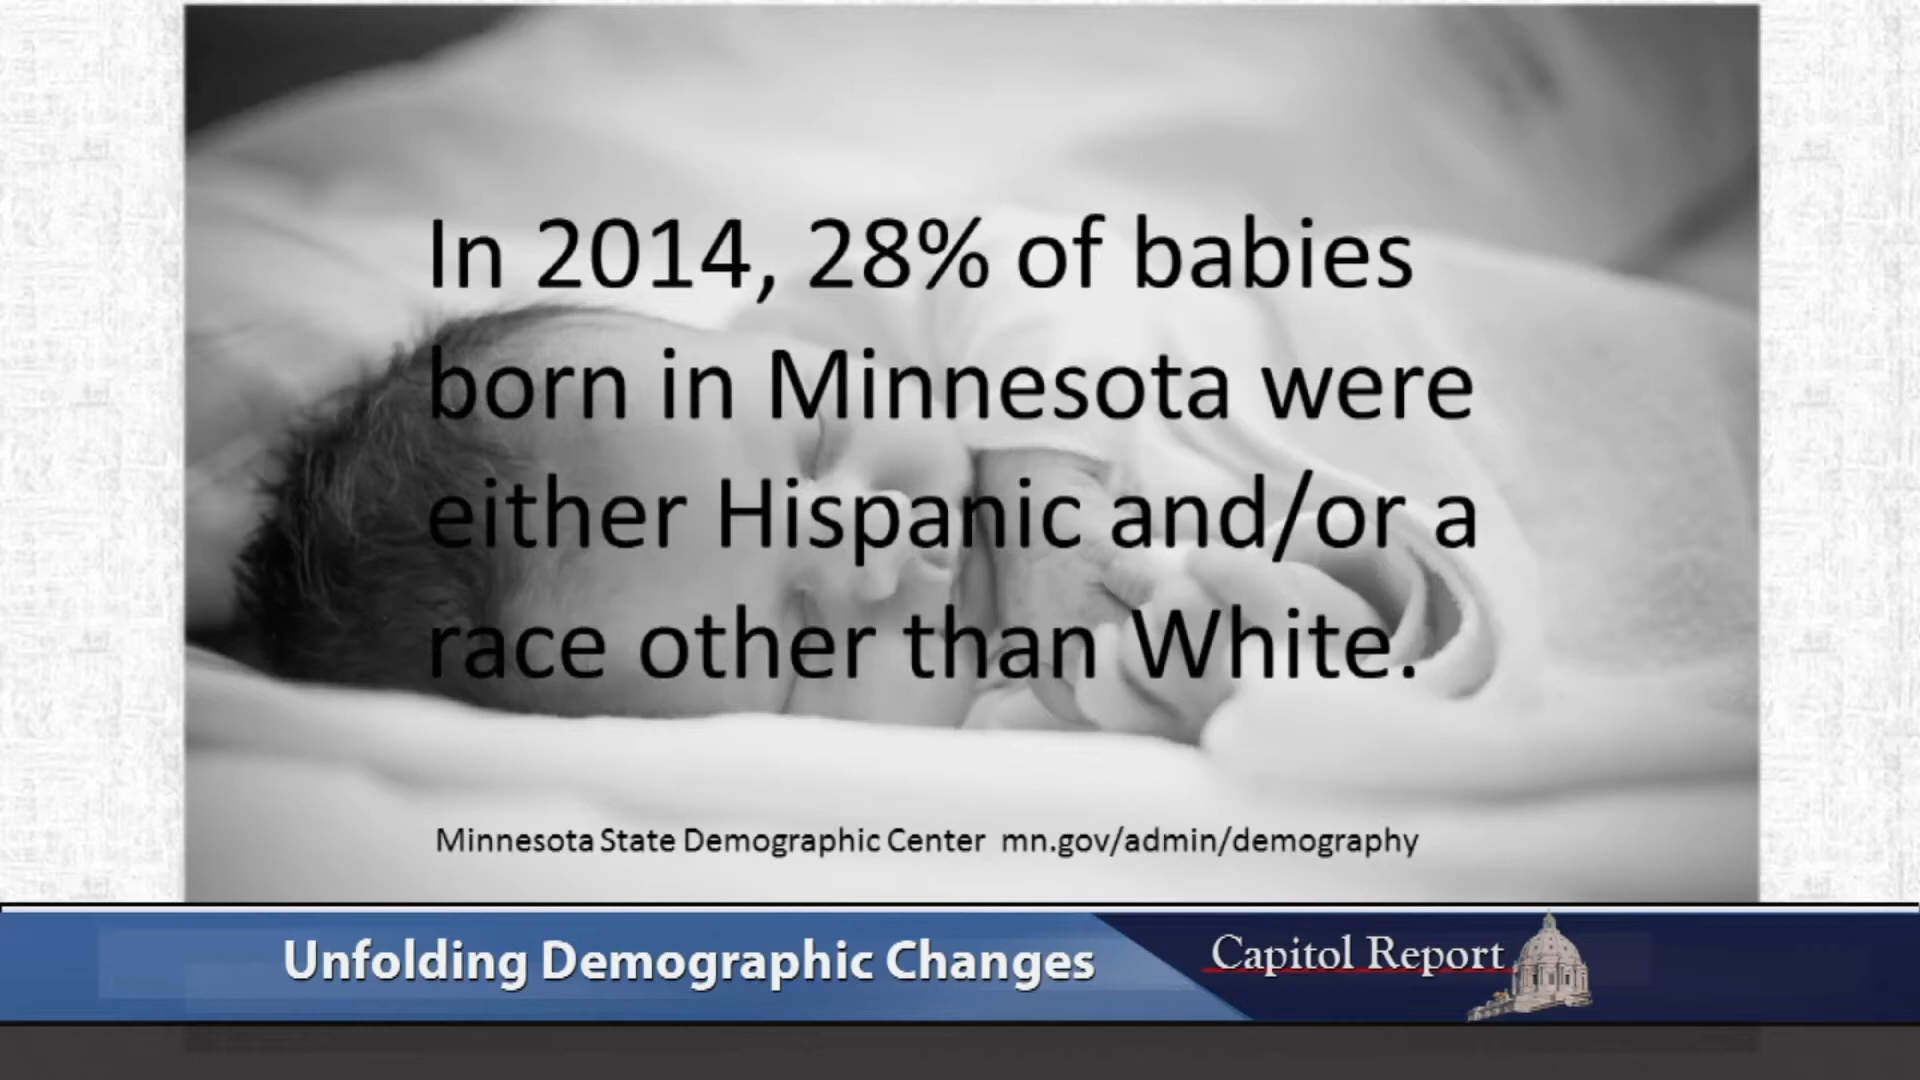 In 2014, 28% of babies
born in Minnesota were
either Hispanic and/or a
race other than White.
Minnesota State Demographic Center mn.gov/admin/demography
Unfolding Demographic Changes
Capitol Report